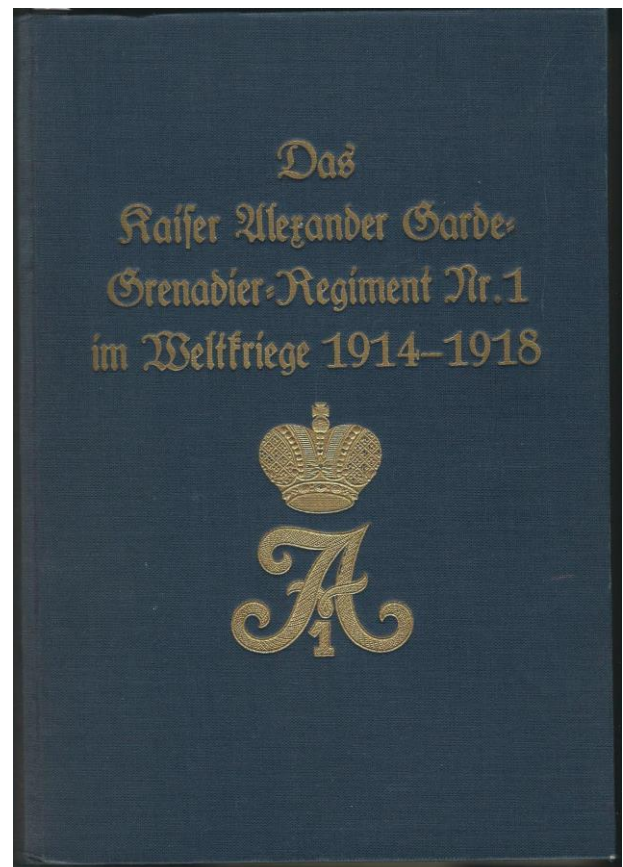 Das
Kaiser Alexander Garde-
Grenadier-Regiment Nr. 1
im Weltkriege 1914–1918
A
1